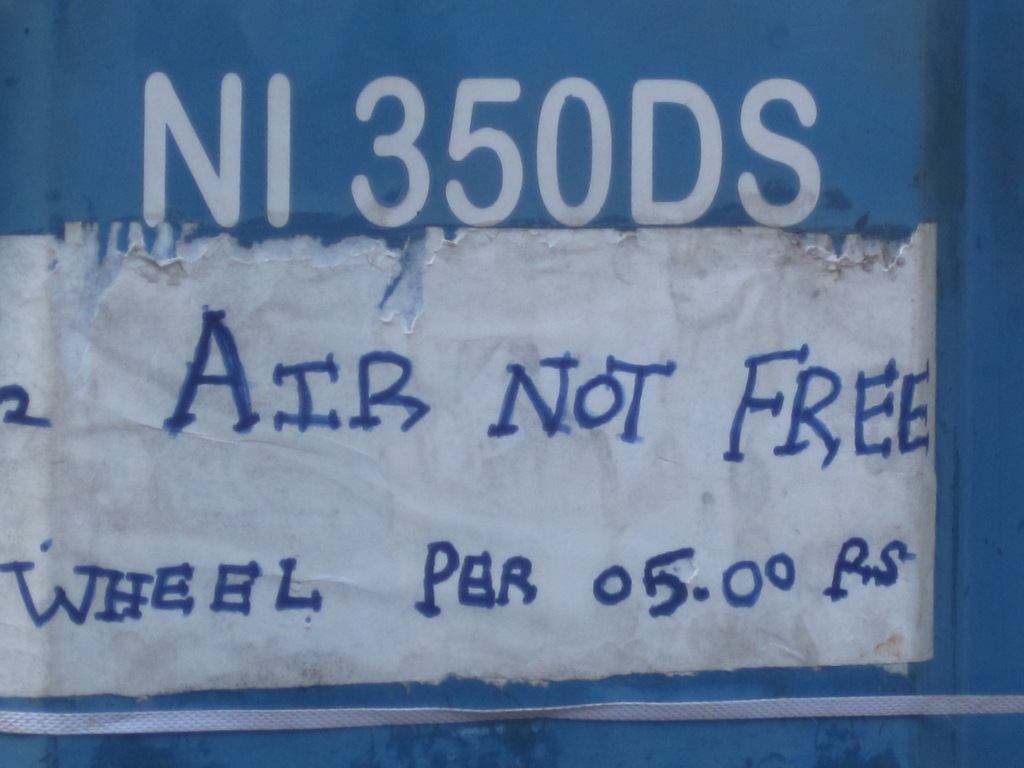 NI 350DS
AIR NOT FREE
WHEEL PER 05.00 RS